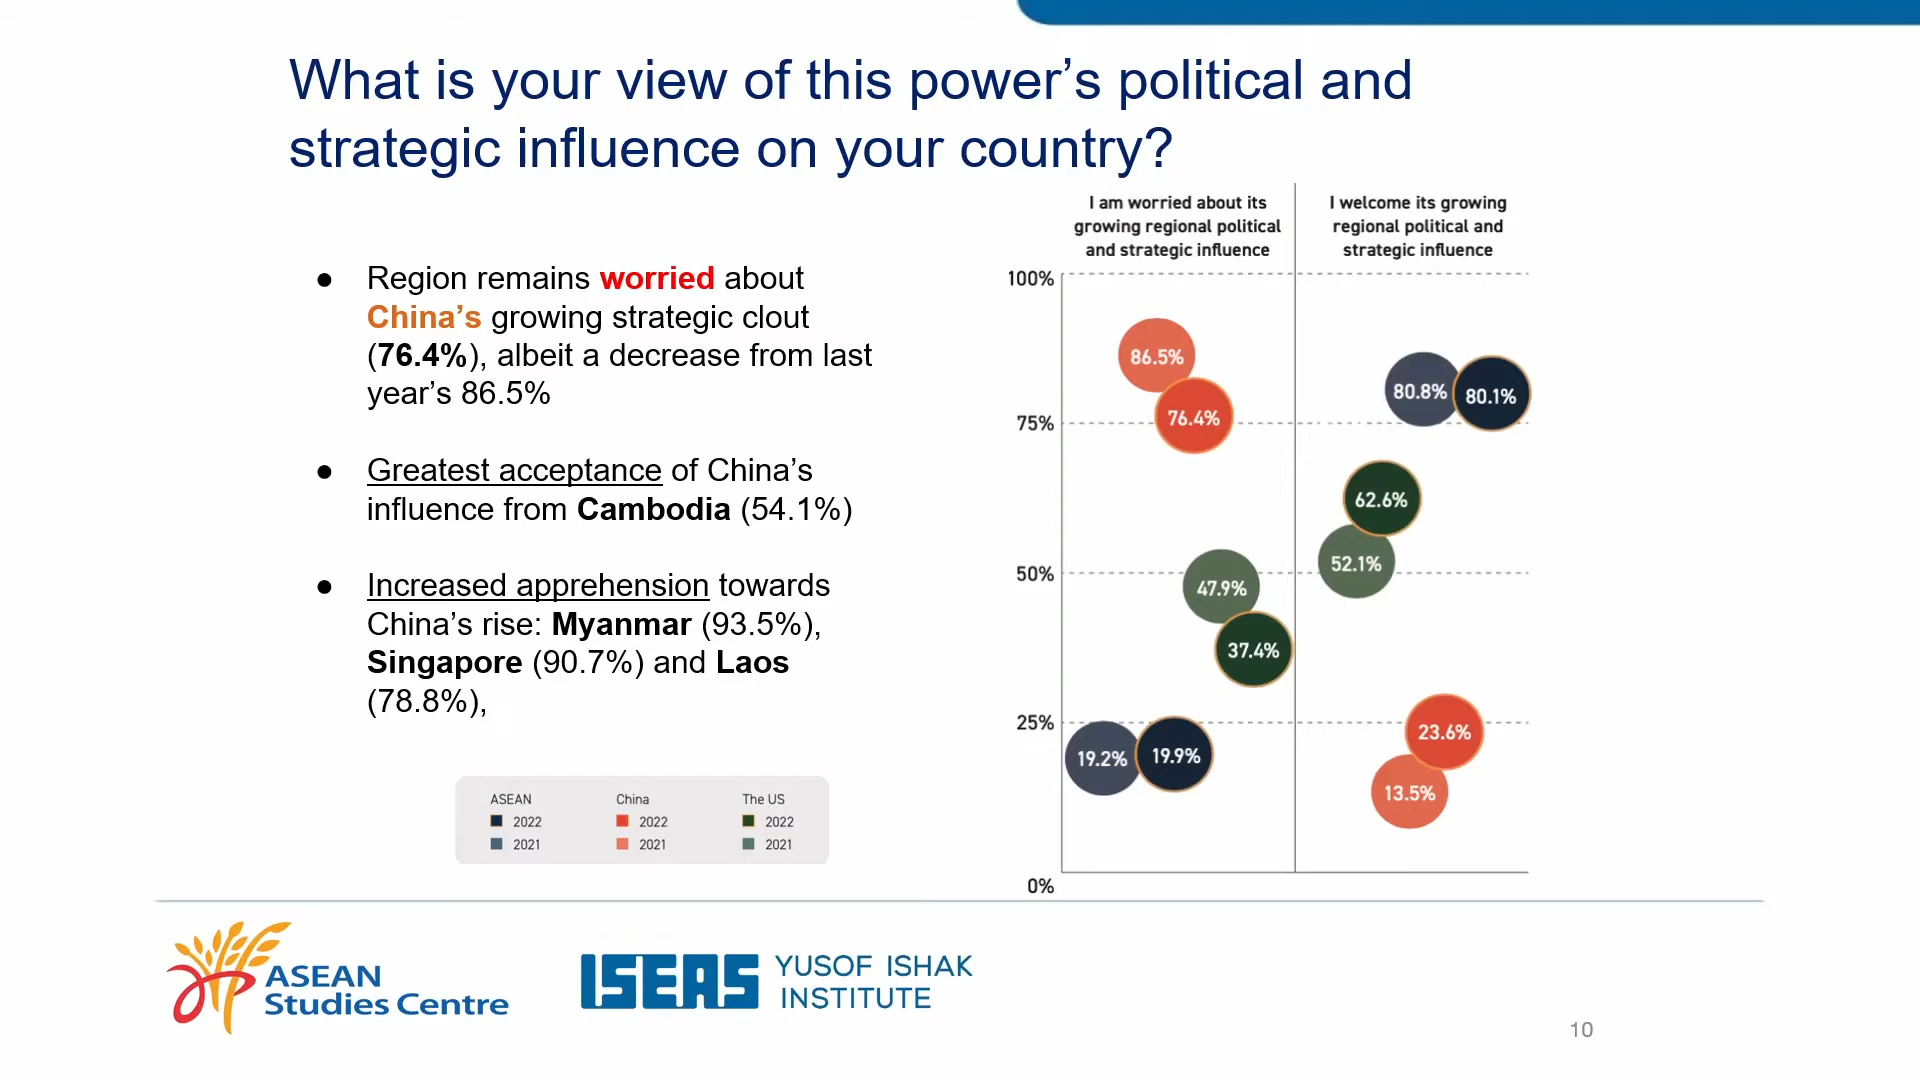 What is your view of this power’s political and
strategic influence on your country?
● Region remains worried about
China’s growing strategic clout
(76.4%), albeit a decrease from last
year’s 86.5%
● Greatest acceptance of China’s
influence from Cambodia (54.1%)
● Increased apprehension towards
China’s rise: Myanmar (93.5%),
Singapore (90.7%) and Laos
(78.8%),
ASEAN China The US
2022 2022 2022
2021 2021 2021
I am worried about its
growing regional political
and strategic influence
I welcome its growing
regional political and
strategic influence
100%
86.5%
80.8% 80.1%
76.4%
75%
62.6%
52.1%
50%
47.9%
37.4%
25%
23.6%
19.2% 19.9%
13.5%
0%
ASEAN
Studies Centre
ISEAS
YUSOF ISHAK
INSTITUTE
10